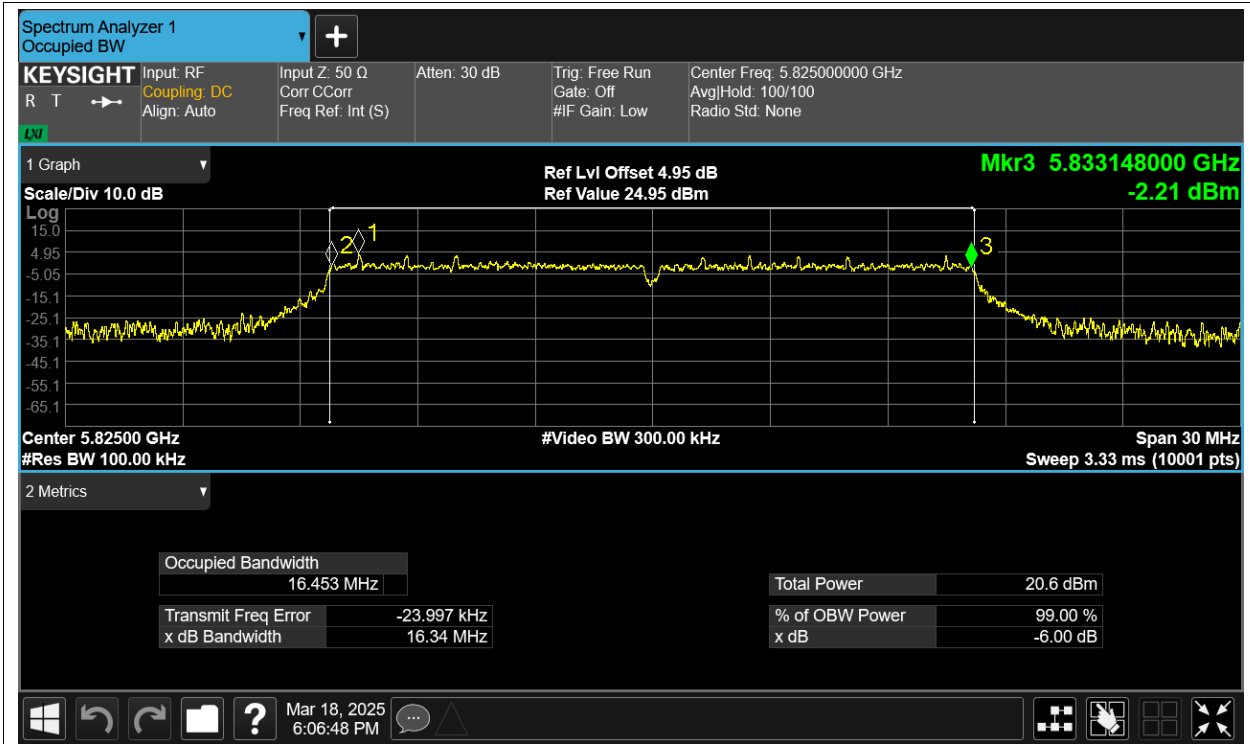 Spectrum Analyzer 1
Occupied BW
KEYSIGHT
R T
LXI
Input: RF
Coupling: DC
Align: Auto
Input Z: 50 Ω
Corr CCorr
Freq Ref: Int (S)
Atten: 30 dB
Trig: Free Run
Gate: Off
#IF Gain: Low
Center Freq: 5.825000000 GHz
Avg|Hold: 100/100
Radio Std: None
1 Graph
Scale/Div 10.0 dB
Ref Lvl Offset 4.95 dB
Ref Value 24.95 dBm
Mkr3 5.833148000 GHz
-2.21 dBm
Log
15.0
4.95
-5.05
-15.1
-25.1
-35.1
-45.1
-55.1
-65.1
2
1
3
Center 5.82500 GHz
#Res BW 100.00 kHz
#Video BW 300.00 kHz
Span 30 MHz
Sweep 3.33 ms (10001 pts)
2 Metrics
Occupied Bandwidth
16.453 MHz
Transmit Freq Error -23.997 kHz
x dB Bandwidth 16.34 MHz
Total Power 20.6 dBm
% of OBW Power 99.00 %
x dB -6.00 dB
?
Mar 18, 2025
6:06:48 PM